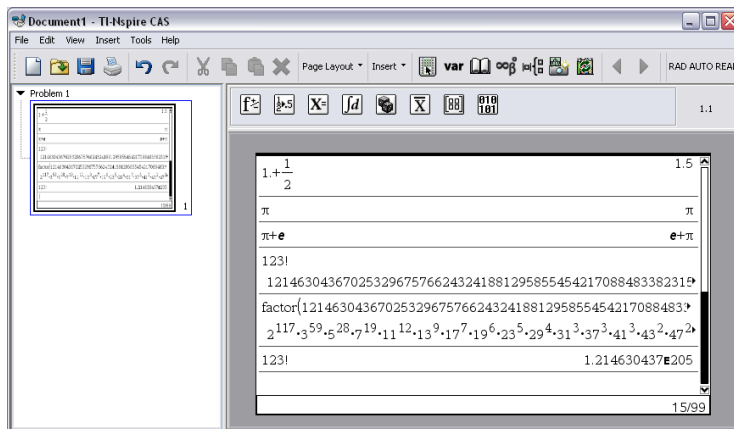 Document1 - TI-Nspire CAS
File Edit View Insert Tools Help
Page Layout Insert var RAD AUTO REAL
Problem 1
1.1
1.+1/2 1.5
π π
π+e e+π
123!
12146304367025329675766243241881295855454217088483382315
factor(121463043670253296757662432418812958554542170884833
2^117·3^59·5^28·7^19·11^12·13^9·17^7·19^6·23^5·29^4·31^3·37^3·41^3·43^2·47^2
123! 1.214630437E205
15/99
1